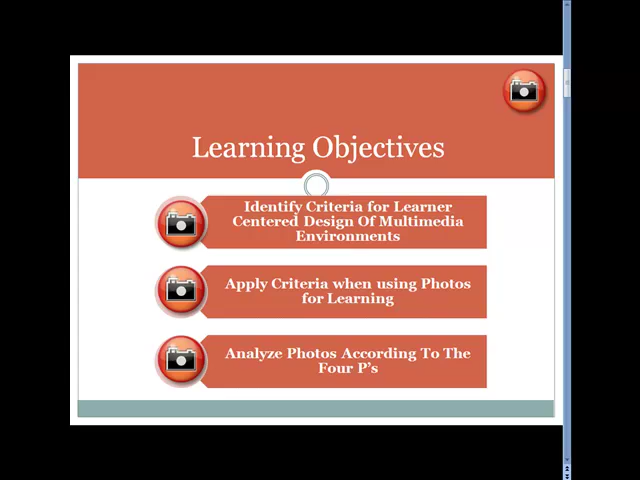 Learning Objectives
Identify Criteria for Learner
Centered Design Of Multimedia
Environments
Apply Criteria when using Photos
for Learning
Analyze Photos According To The
Four P's